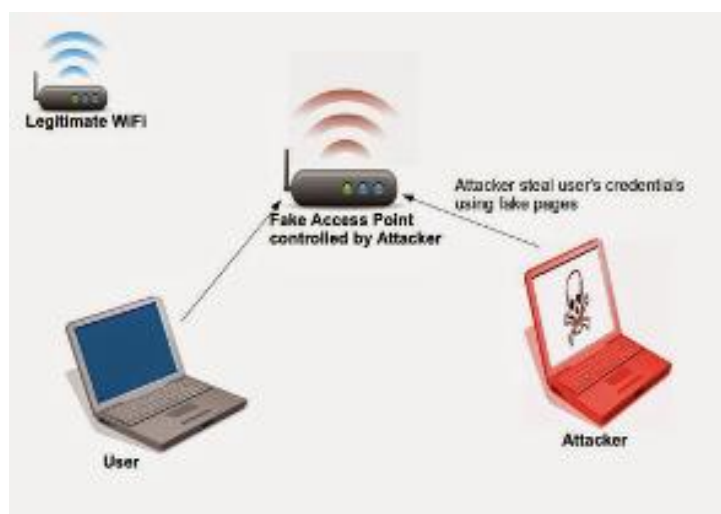 Legitimate WiFi
Attacker steal user's credentials
using fake pages
Fake Access Point
controlled by Attacker
User
Attacker